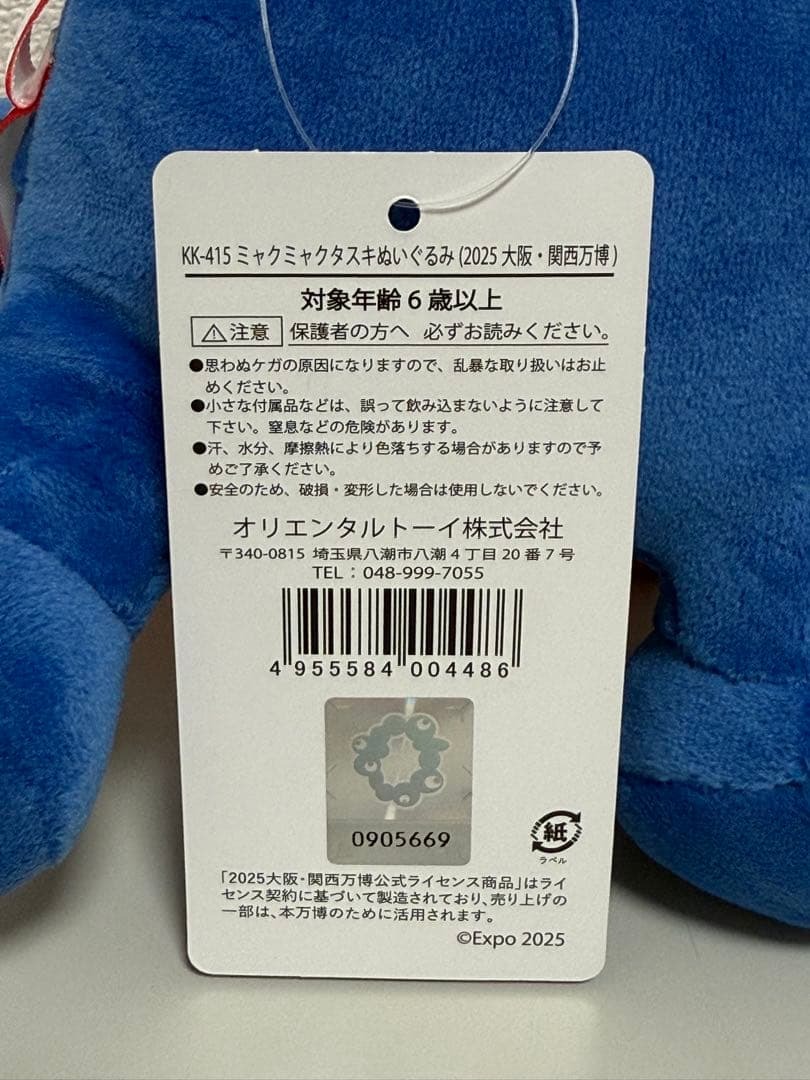 KK-415 ミャクミャクタスキぬいぐるみ(2025 大阪・関西万博)
対象年齢 6 歳以上
⚠注意 保護者の方へ 必ずお読みください。
●思わぬケガの原因になりますので、乱暴な取り扱いはお止
めください。
●小さな付属品などは、誤って飲み込まないように注意して
下さい。窒息などの危険があります。
●汗、水分、摩擦熱により色落ちする場合がありますので予
めご了承ください。
●安全のため、破損・変形した場合は使用しないでください。
オリエンタルトーイ株式会社
〒340-0815 埼玉県八潮市八潮 4 丁目 20 番 7 号
TEL：048-999-7055
4 955584 004486
0905669
紙
ラベル
「2025大阪・関西万博公式ライセンス商品」はライ
センス契約に基づいて製造されており、売り上げの
一部は、本万博のために活用されます。
©Expo 2025